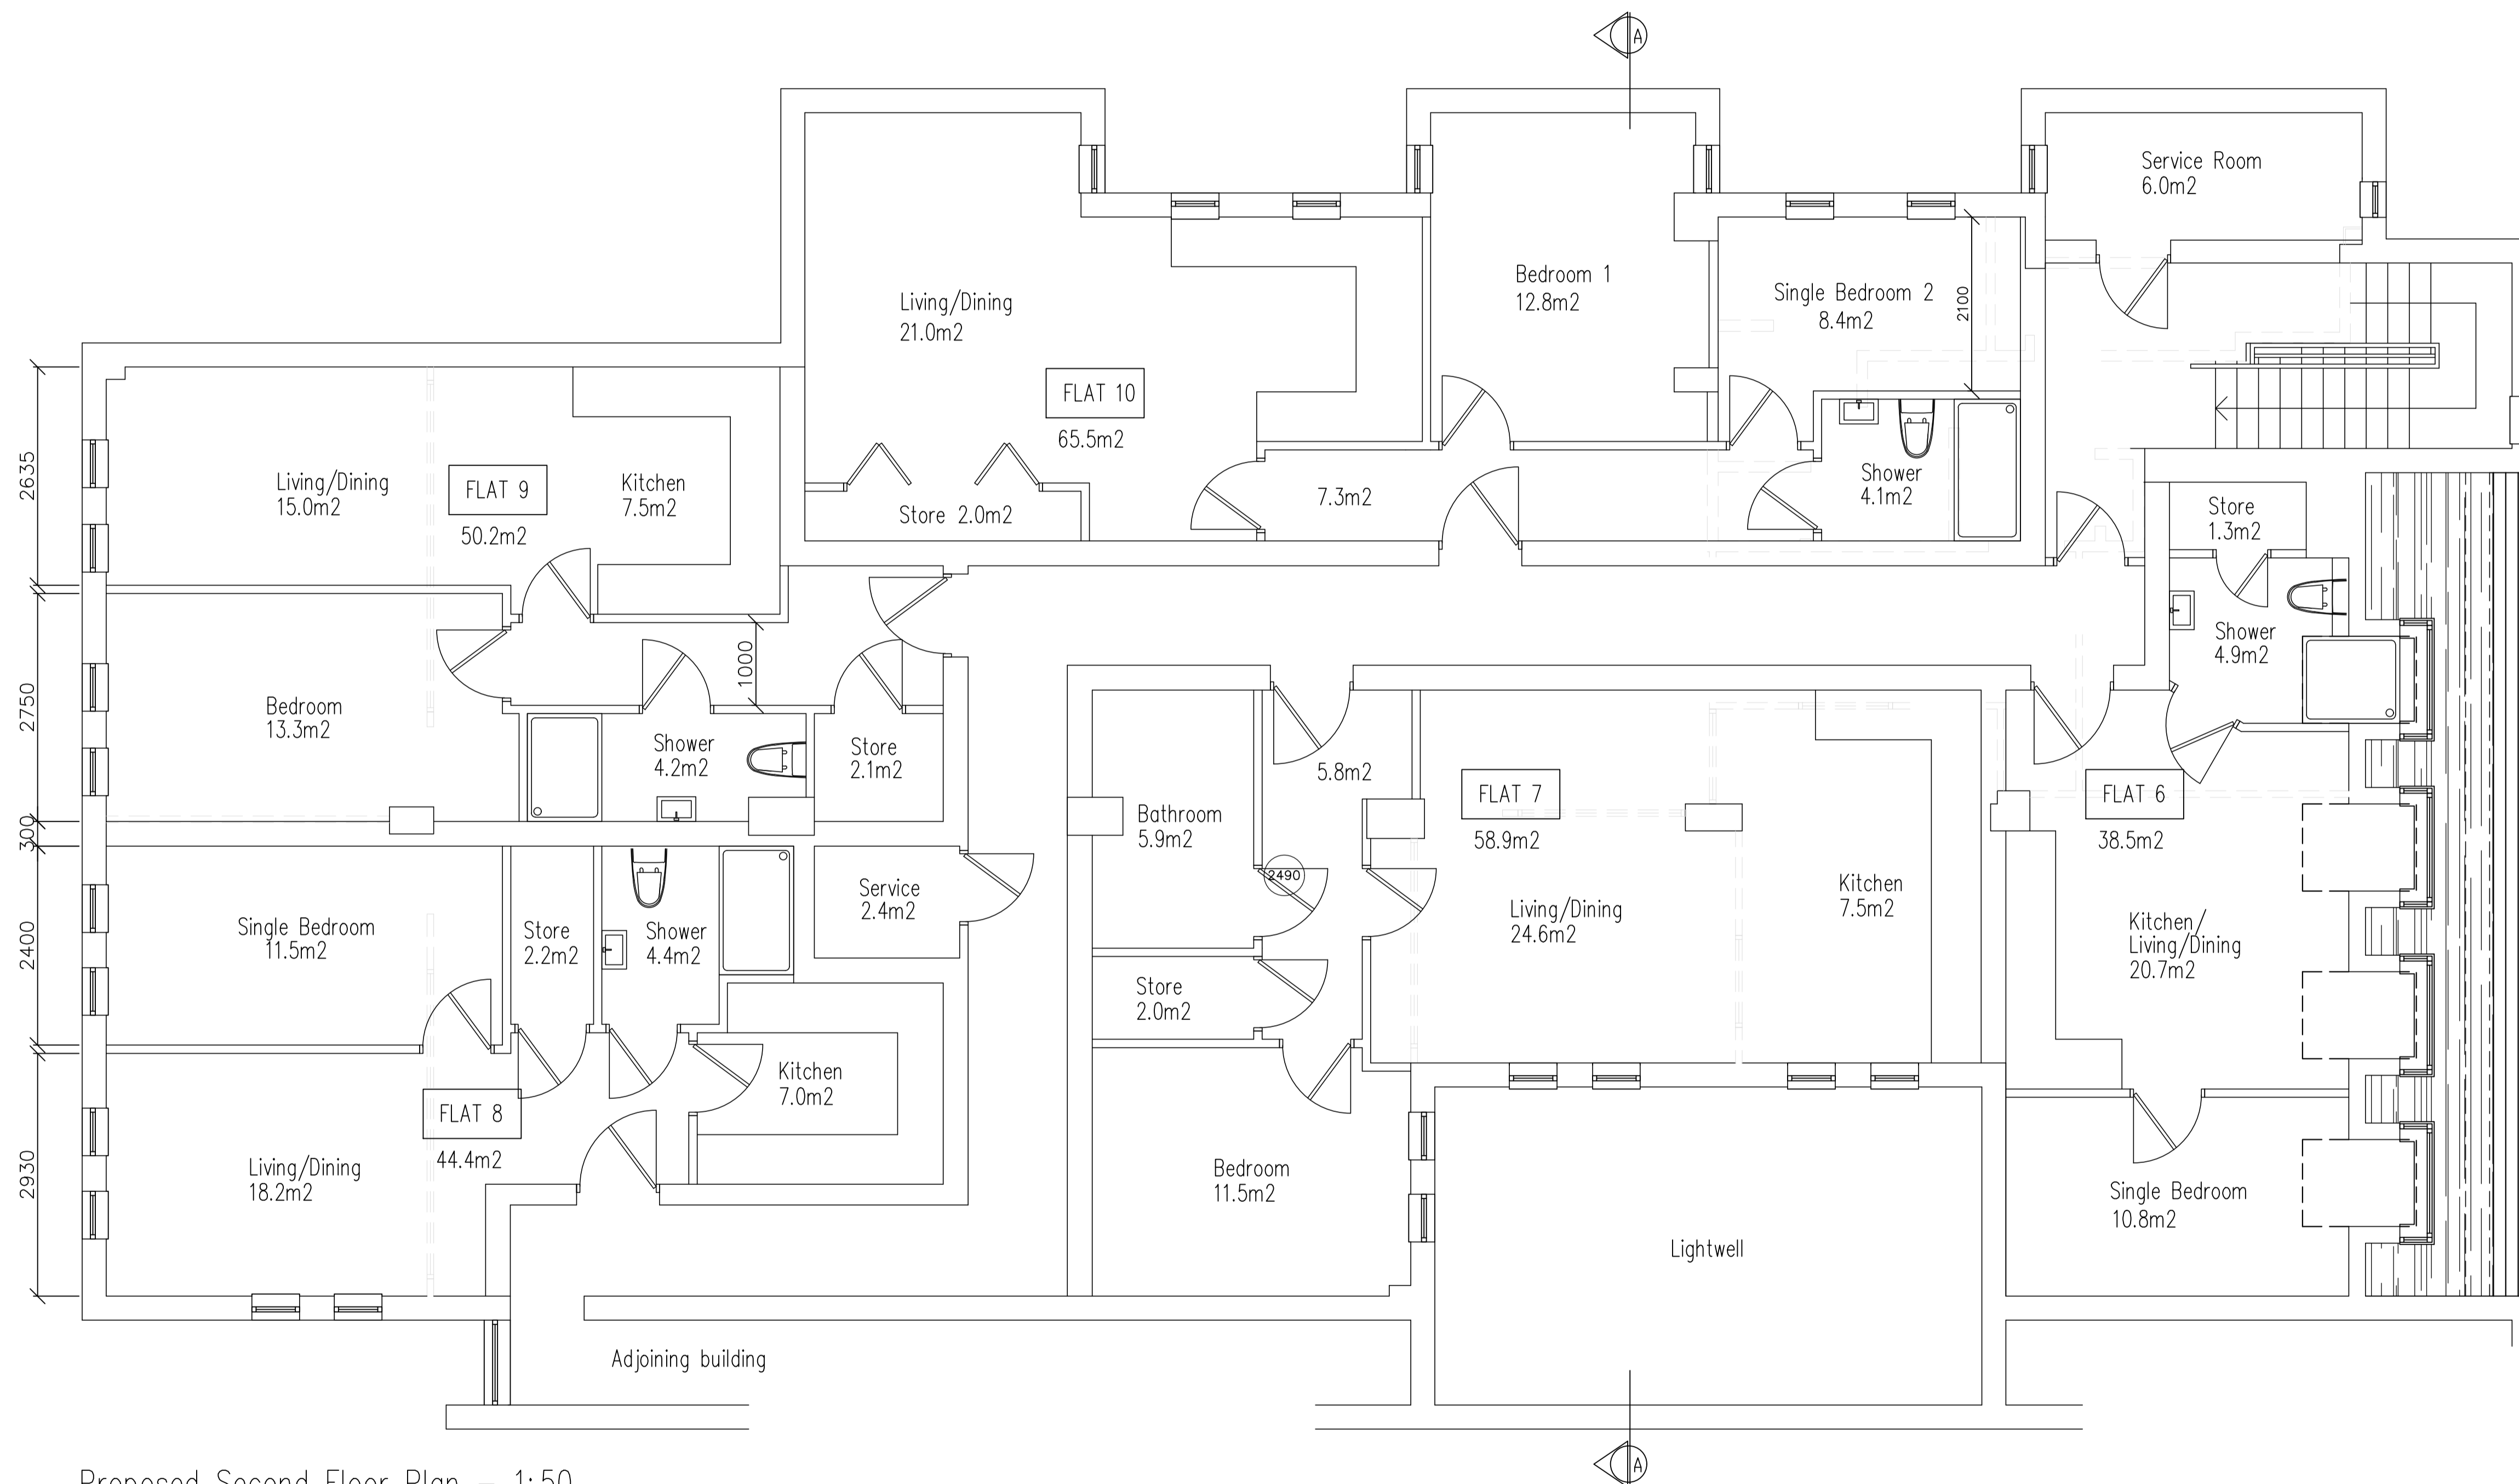 A
Service Room
6.0m2
Bedroom 1
12.8m2
Single Bedroom 2
8.4m2
2100
Living/Dining
21.0m2
FLAT 10
65.5m2
Store 2.0m2
7.3m2
Shower
4.1m2
Store
1.3m2
Shower
4.9m2
2635
Living/Dining
15.0m2
FLAT 9
50.2m2
Kitchen
7.5m2
1000
2750
Bedroom
13.3m2
Shower
4.2m2
Store
2.1m2
5.8m2
Bathroom
5.9m2
2490
FLAT 7
58.9m2
Living/Dining
24.6m2
Kitchen
7.5m2
FLAT 6
38.5m2
Kitchen/
Living/Dining
20.7m2
300
2400
Single Bedroom
11.5m2
Store
2.2m2
Shower
4.4m2
Service
2.4m2
Store
2.0m2
Kitchen
7.0m2
FLAT 8
44.4m2
2930
Living/Dining
18.2m2
Bedroom
11.5m2
Lightwell
Single Bedroom
10.8m2
Adjoining building
A
Proposed Second Floor Plan - 1:50